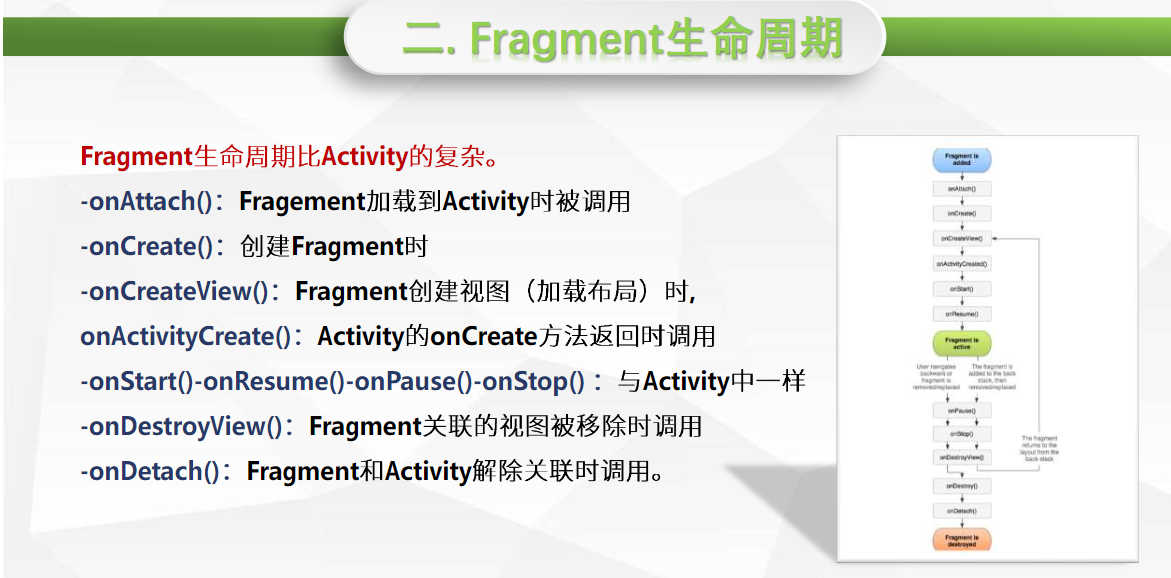 二. Fragment生命周期
Fragment生命周期比Activity的复杂。
-onAttach()：Fragement加载到Activity时被调用
-onCreate()：创建Fragment时
-onCreateView()：Fragment创建视图（加载布局）时,
onActivityCreate()：Activity的onCreate方法返回时调用
-onStart()-onResume()-onPause()-onStop() ：与Activity中一样
-onDestroyView()：Fragment关联的视图被移除时调用
-onDetach()：Fragment和Activity解除关联时调用。
Fragment is
added
onAttach()
onCreate()
onCreateView()
onActivityCreated()
onStart()
onResume()
Fragment is
active
User navigates
backward or
fragment is
removed/replaced
The fragment is
added to the back
stack, then
removed/replaced
onPause()
onStop()
onDestroyView()
The fragment
returns to the
layout from the
back stack
onDestroy()
onDetach()
Fragment is
destroyed